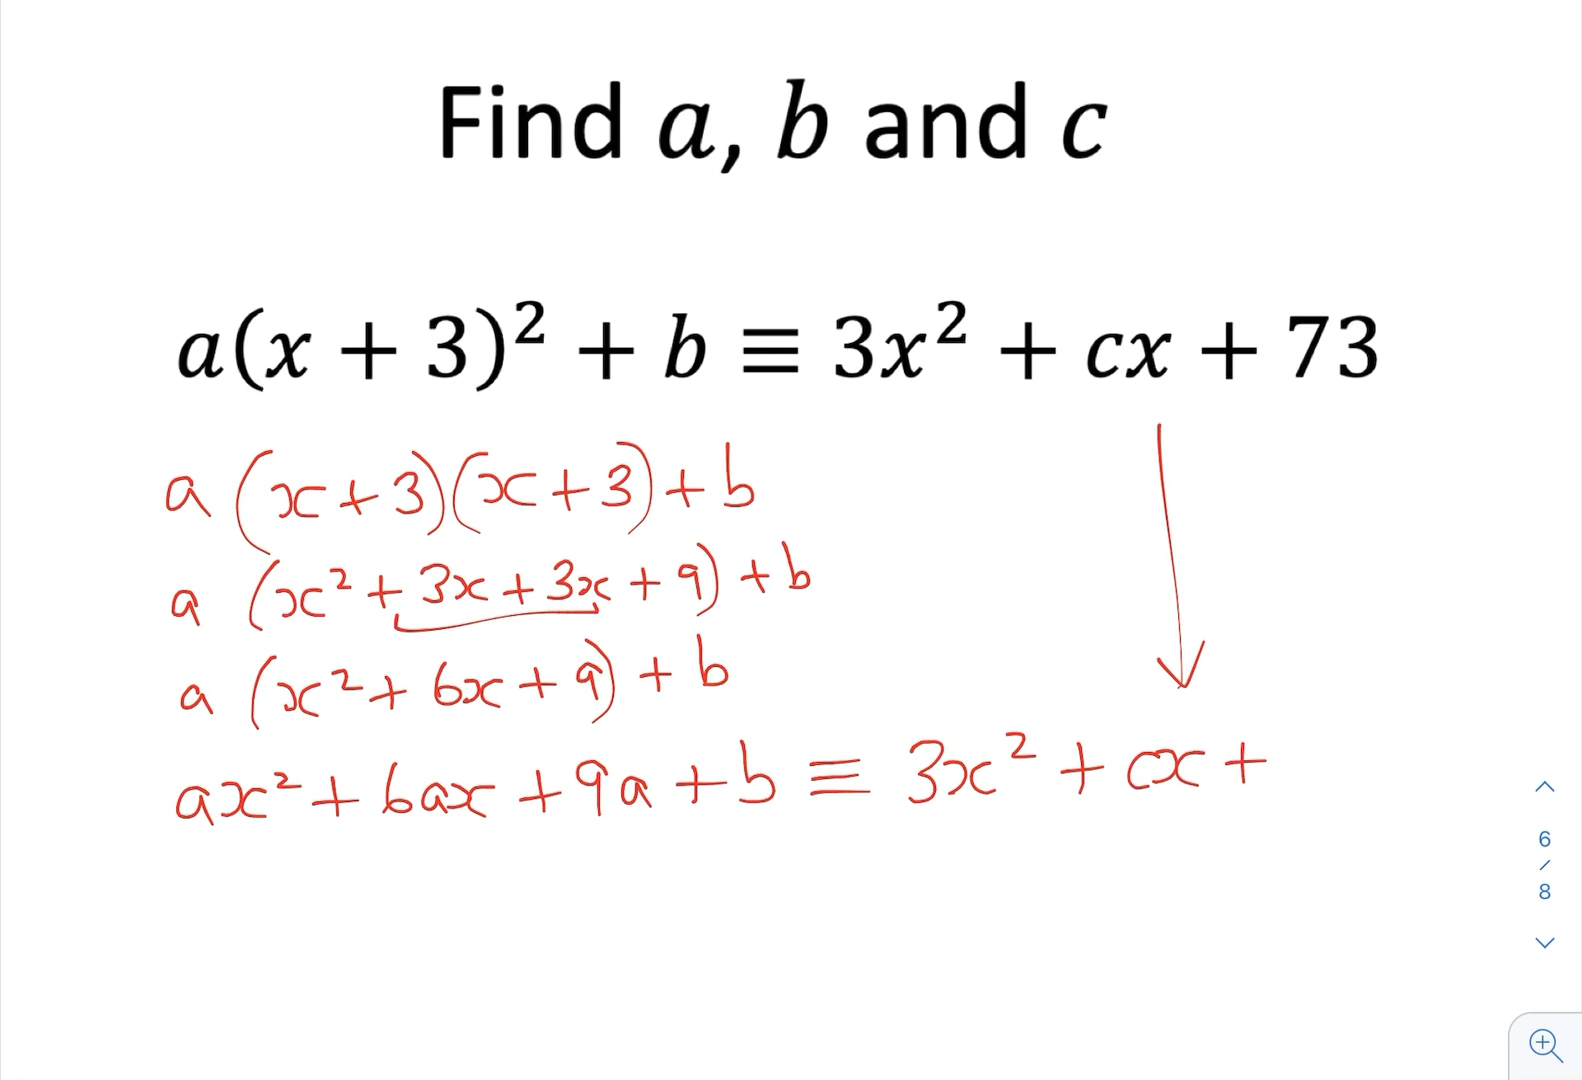 Find a, b and c
a(x + 3)² + b ≡ 3x² + cx + 73
a (x+3)(x+3)+b
a (x²+3x+3x+9)+b
a (x²+6x+9)+b
ax²+6ax+9a+b ≡ 3x²+cx+
6
/
8